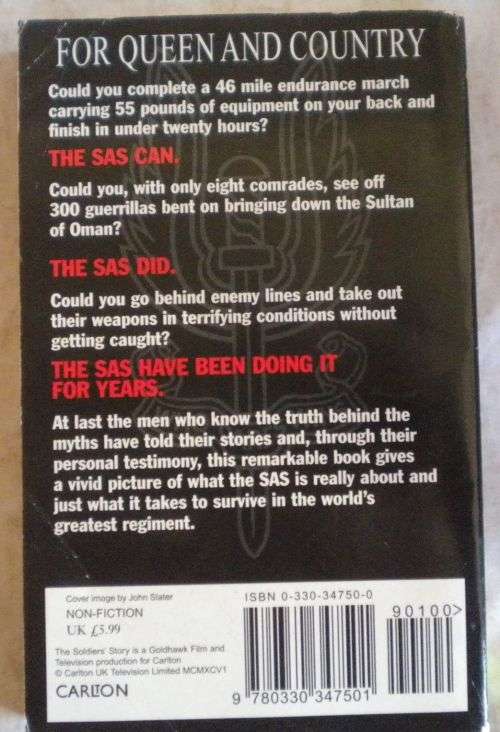 FOR QUEEN AND COUNTRY
Could you complete a 46 mile endurance march
carrying 55 pounds of equipment on your back and
finish in under twenty hours?
THE SAS CAN.
Could you, with only eight comrades, see off
300 guerrillas bent on bringing down the Sultan
of Oman?
THE SAS DID.
Could you go behind enemy lines and take out
their weapons in terrifying conditions without
getting caught?
THE SAS HAVE BEEN DOING IT
FOR YEARS.
At last the men who know the truth behind the
myths have told their stories and, through their
personal testimony, this remarkable book gives
a vivid picture of what the SAS is really about and
just what it takes to survive in the world's
greatest regiment.
Cover image by John Slater
NON-FICTION
UK £5.99
The Soldiers' Story is a Goldhawk Film and
Television production for Carlton
© Carlton UK Television Limited MCMXCV1
CARLTON
ISBN 0-330-34750-0
90100>
9 780330 347501